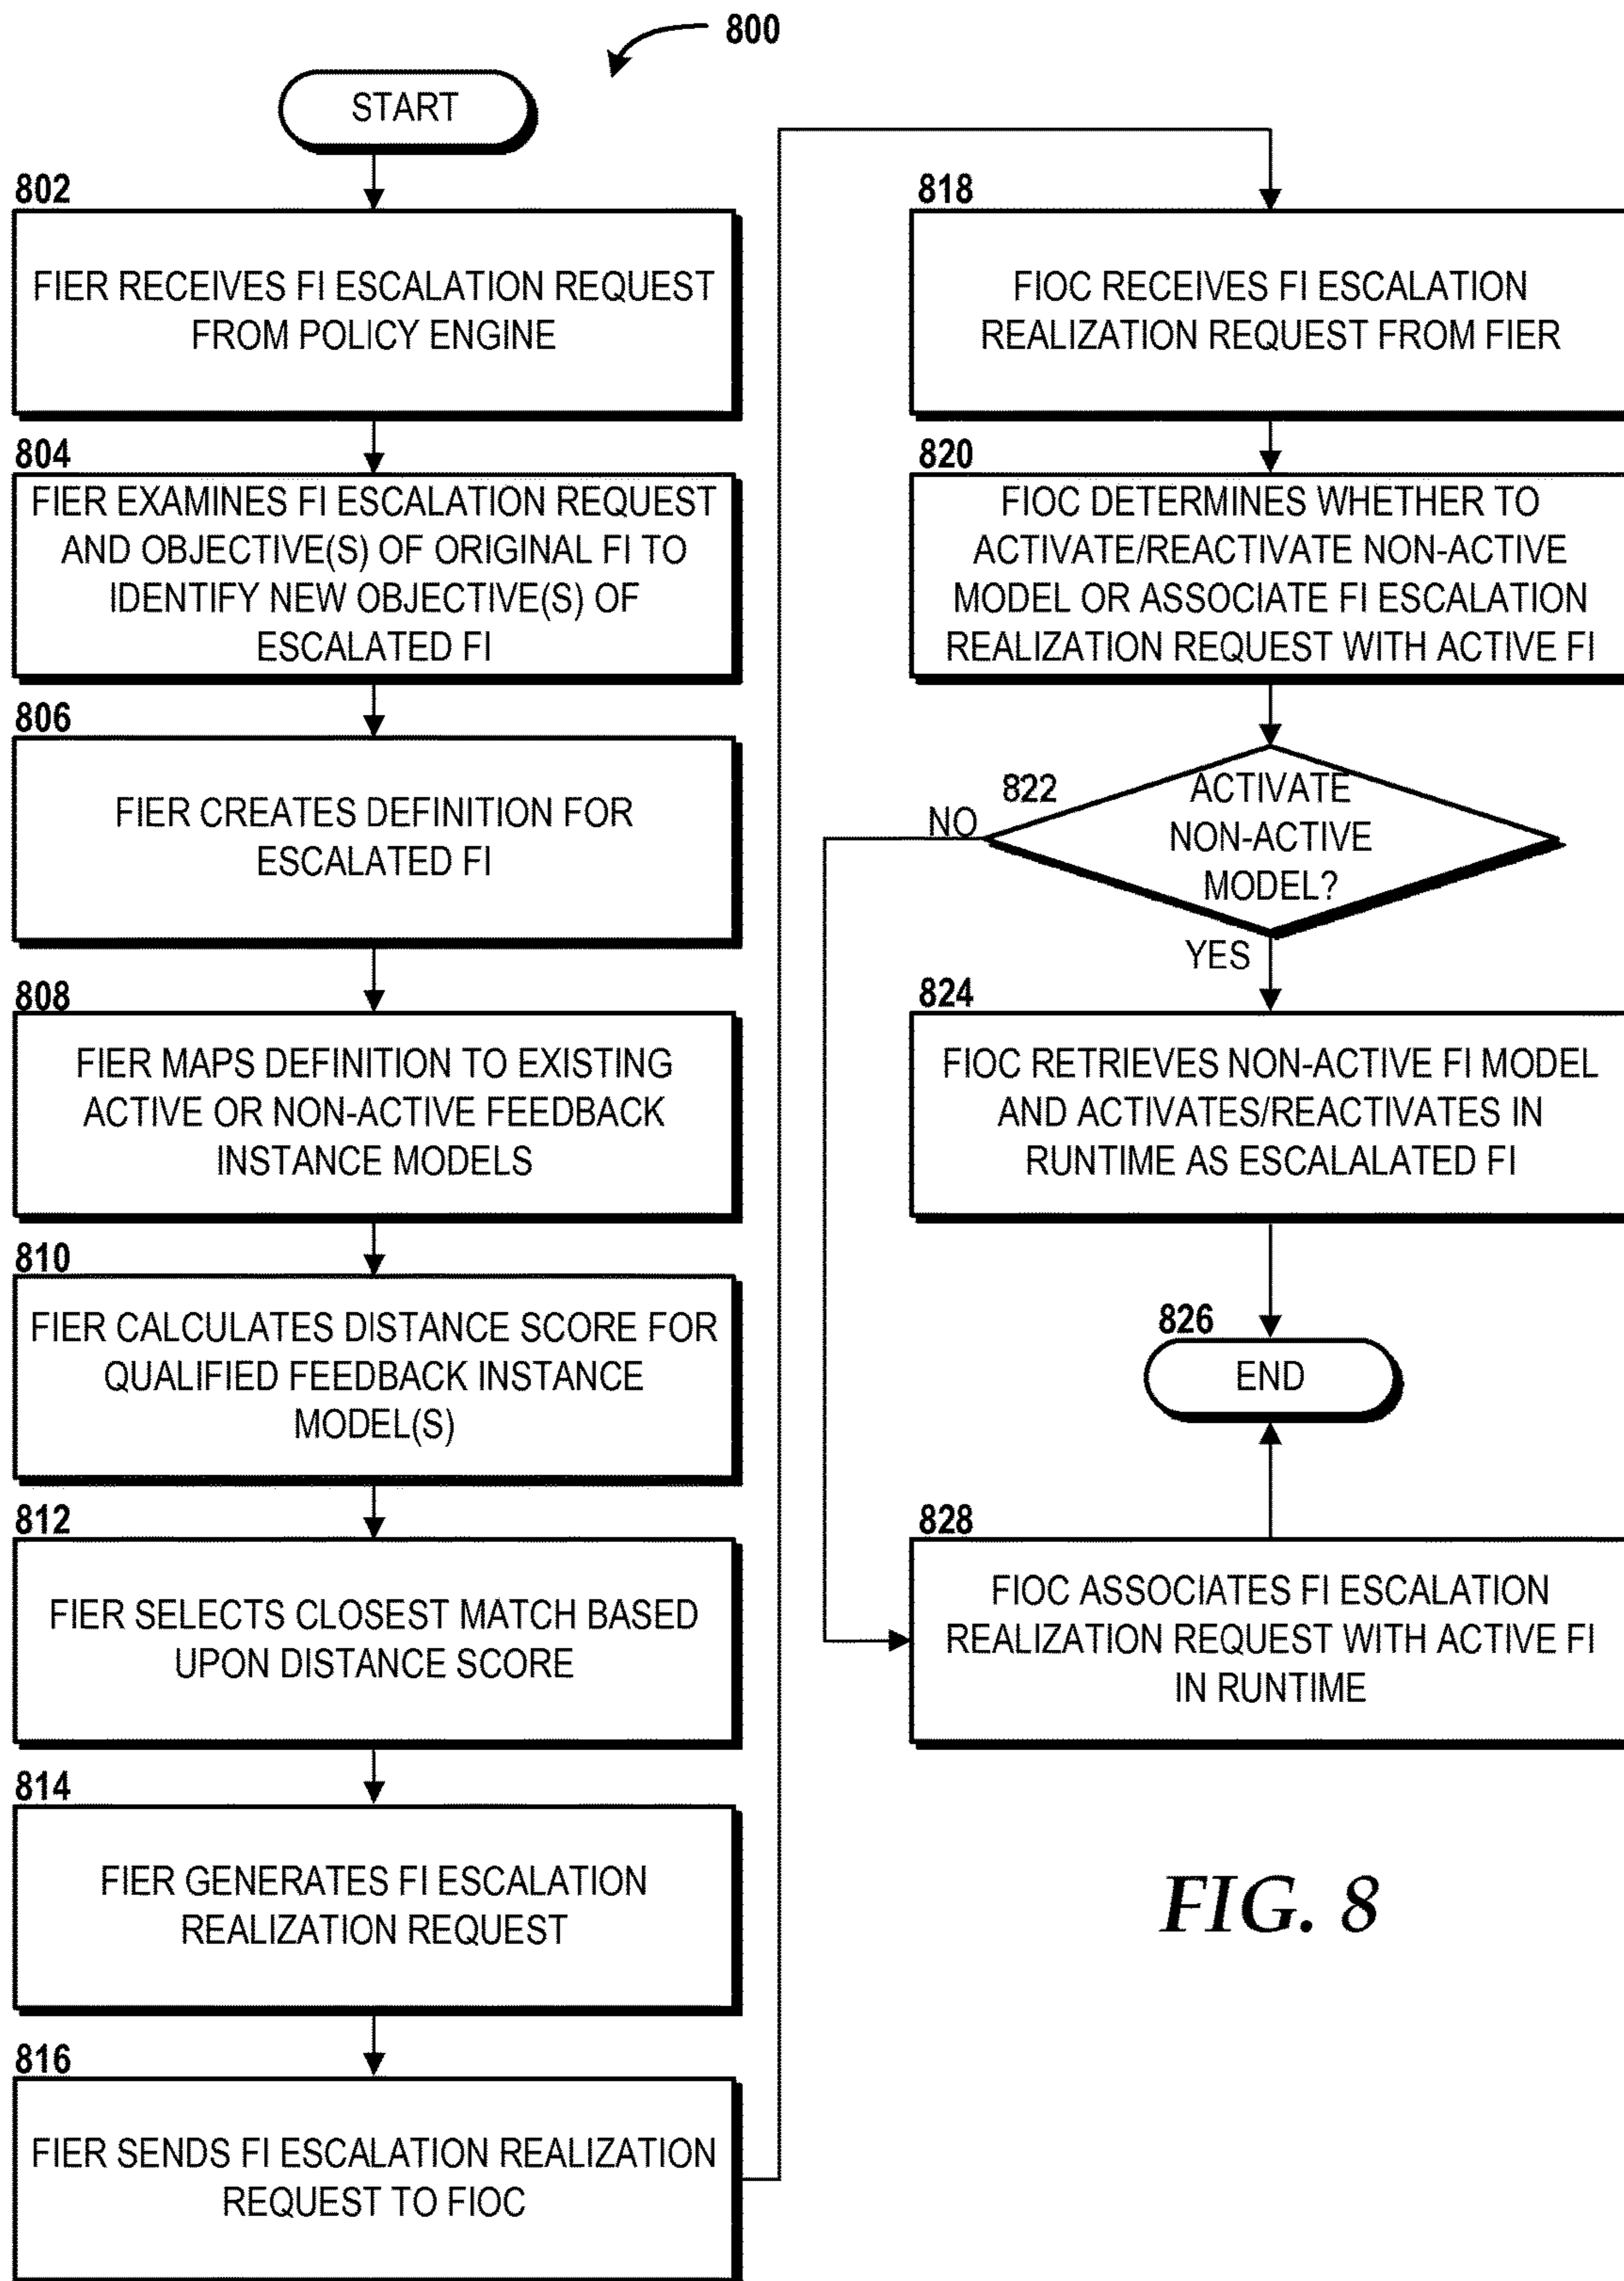 800
START
802
FIER RECEIVES FI ESCALATION REQUEST
FROM POLICY ENGINE
804
FIER EXAMINES FI ESCALATION REQUEST
AND OBJECTIVE(S) OF ORIGINAL FI TO
IDENTIFY NEW OBJECTIVE(S) OF
ESCALATED FI
806
FIER CREATES DEFINITION FOR
ESCALATED FI
808
FIER MAPS DEFINITION TO EXISTING
ACTIVE OR NON-ACTIVE FEEDBACK
INSTANCE MODELS
810
FIER CALCULATES DISTANCE SCORE FOR
QUALIFIED FEEDBACK INSTANCE
MODEL(S)
812
FIER SELECTS CLOSEST MATCH BASED
UPON DISTANCE SCORE
814
FIER GENERATES FI ESCALATION
REALIZATION REQUEST
816
FIER SENDS FI ESCALATION REALIZATION
REQUEST TO FIOC
818
FIOC RECEIVES FI ESCALATION
REALIZATION REQUEST FROM FIER
820
FIOC DETERMINES WHETHER TO
ACTIVATE/REACTIVATE NON-ACTIVE
MODEL OR ASSOCIATE FI ESCALATION
REALIZATION REQUEST WITH ACTIVE FI
822
ACTIVATE
NON-ACTIVE
MODEL?
NO
YES
824
FIOC RETRIEVES NON-ACTIVE FI MODEL
AND ACTIVATES/REACTIVATES IN
RUNTIME AS ESCALALATED FI
826
END
828
FIOC ASSOCIATES FI ESCALATION
REALIZATION REQUEST WITH ACTIVE FI
IN RUNTIME
FIG. 8